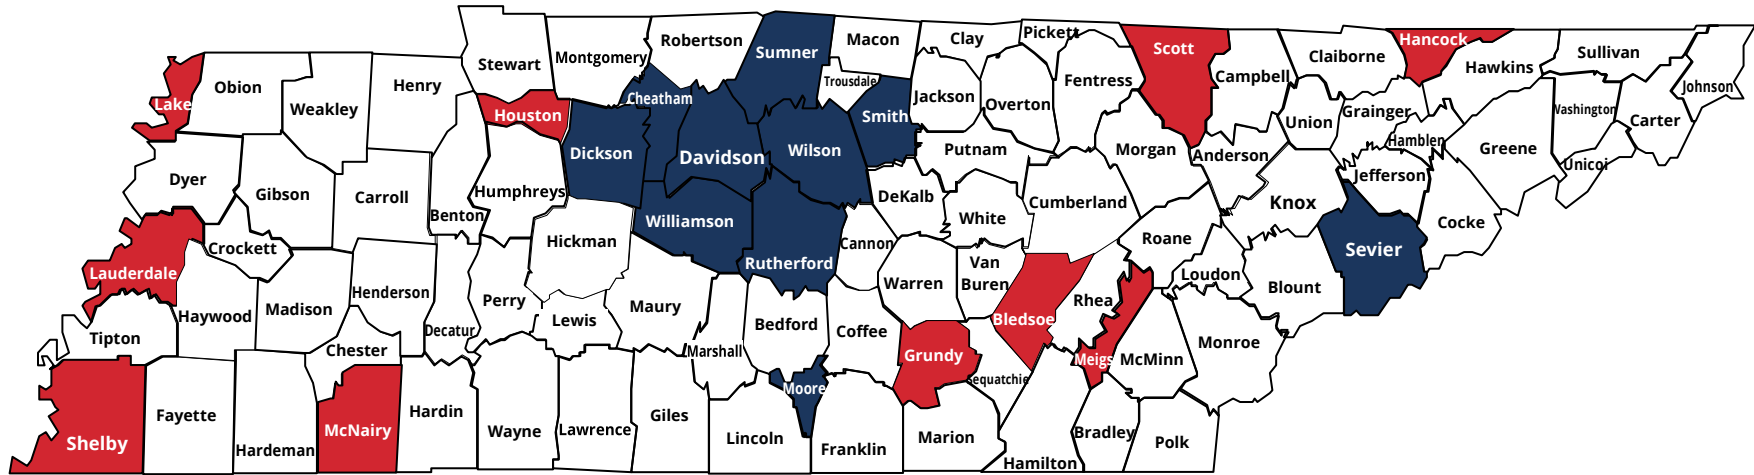 Pickett
Clay
Macon
Robertson
Scott
Hancock
Sumner
Montgomery
Stewart
Claiborne
Sullivan
Hawkins
Fentress
Campbell
Trousdale
Henry
Obion
Johnson
Cheatham
Jackson
Overton
Lake
Weakley
Houston
Smith
Grainger
Washington
Union
Carter
Hamblen
Dickson
Davidson
Wilson
Putnam
Morgan
Anderson
Greene
Unicoi
Dyer
Gibson
Carroll
Humphreys
Jefferson
DeKalb
Cumberland
Knox
Benton
Williamson
White
Cocke
Crockett
Hickman
Cannon
Roane
Sevier
Lauderdale
Rutherford
Van
Buren
Loudon
Warren
Blount
Henderson
Perry
Maury
Rhea
Madison
Haywood
Lewis
Bedford
Bledsoe
Decatur
Coffee
Tipton
Chester
Marshall
Grundy
Meigs
McMinn
Monroe
Sequatchie
Moore
Fayette
Hardin
Giles
Shelby
McNairy
Wayne
Lawrence
Lincoln
Marion
Bradley
Polk
Hardeman
Franklin
Hamilton